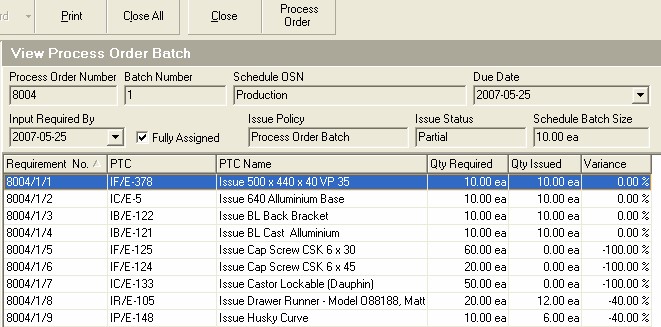 Print Close All Close Process Order
View Process Order Batch
Process Order Number Batch Number Schedule OSN Due Date
8004 1 Production 2007-05-25
Input Required By Issue Policy Issue Status Schedule Batch Size
2007-05-25 Fully Assigned Process Order Batch Partial 10.00 ea
Requirement No. PTC PTC Name Qty Required Qty Issued Variance
8004/1/1 IF/E-378 Issue 500 x 440 x 40 VP 35 10.00 ea 10.00 ea 0.00 %
8004/1/2 IC/E-5 Issue 640 Alluminium Base 10.00 ea 10.00 ea 0.00 %
8004/1/3 IB/E-122 Issue BL Back Bracket 10.00 ea 10.00 ea 0.00 %
8004/1/4 IB/E-121 Issue BL Cast Alluminium 10.00 ea 10.00 ea 0.00 %
8004/1/5 IF/E-125 Issue Cap Screw CSK 6 x 30 60.00 ea 0.00 ea -100.00 %
8004/1/6 IF/E-124 Issue Cap Screw CSK 6 x 45 20.00 ea 0.00 ea -100.00 %
8004/1/7 IC/E-133 Issue Castor Lockable (Dauphin) 50.00 ea 0.00 ea -100.00 %
8004/1/8 IR/E-105 Issue Drawer Runner - Model O88188, Matt 20.00 ea 12.00 ea -40.00 %
8004/1/9 IP/E-148 Issue Husky Curve 10.00 ea 6.00 ea -40.00 %